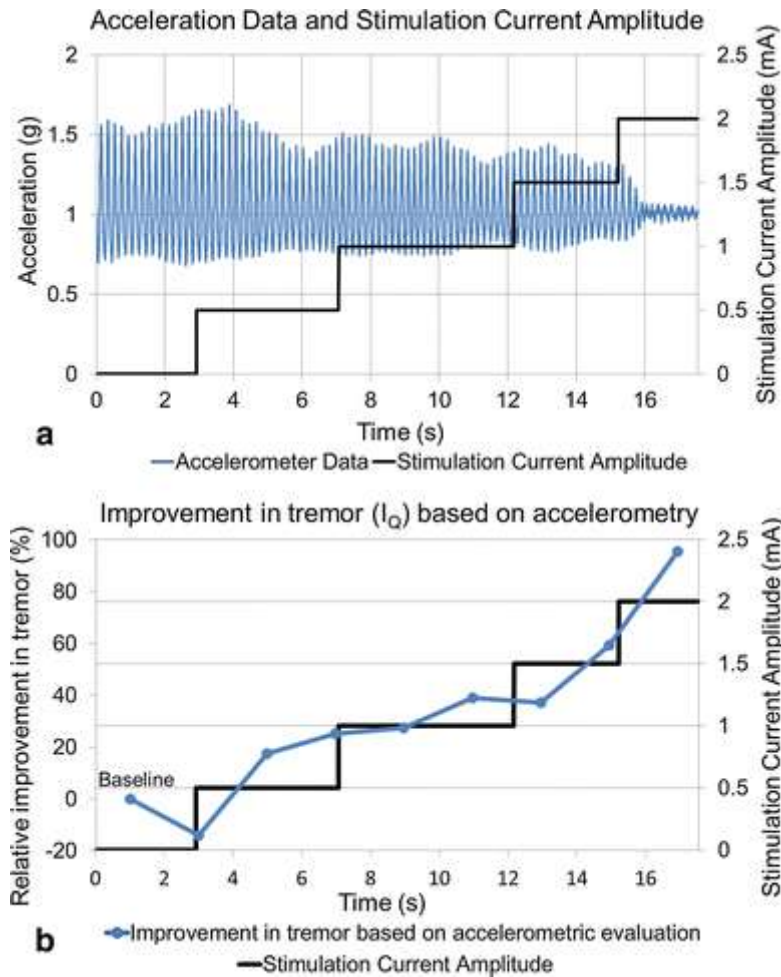 Acceleration Data and Stimulation Current Amplitude
Acceleration (g)
2
1.5
1
0.5
0
2.5
2
1.5
1
0.5
0
Stimulation Current Amplitude (mA)
0 2 4 6 8 10 12 14 16
Time (s)
a
Accelerometer Data Stimulation Current Amplitude
Improvement in tremor (IQ) based on accelerometry
Relative improvement in tremor (%)
100
80
60
40
20
0
-20
Baseline
2.5
2
1.5
1
0.5
0
Stimulation Current Amplitude (mA)
0 2 4 6 8 10 12 14 16
Time (s)
b
Improvement in tremor based on accelerometric evaluation
Stimulation Current Amplitude